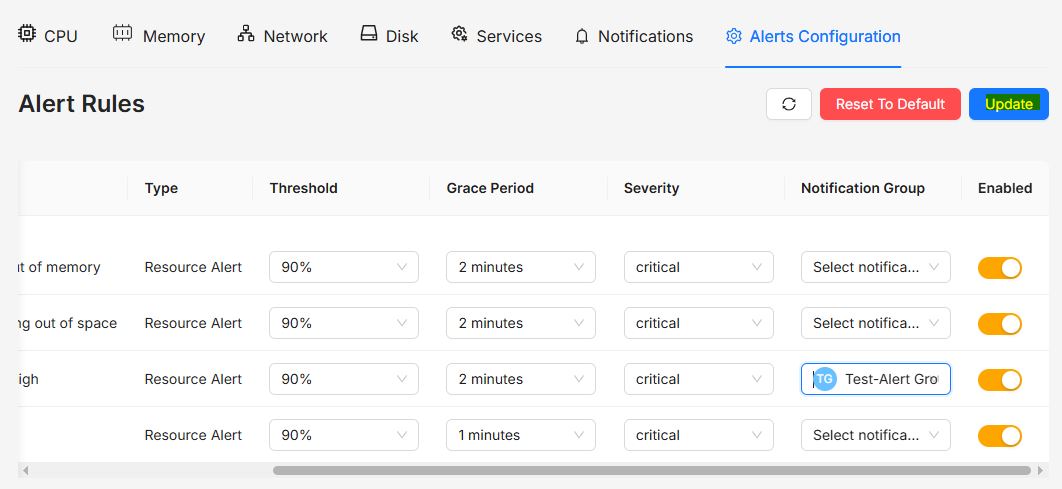 CPU Memory Network Disk Services Notifications Alerts Configuration
Alert Rules Reset To Default Update
Type Threshold Grace Period Severity Notification Group Enabled
ut of memory Resource Alert 90% 2 minutes critical Select notifica...
ng out of space Resource Alert 90% 2 minutes critical Select notifica...
igh Resource Alert 90% 2 minutes critical TG Test-Alert Gro
Resource Alert 90% 1 minutes critical Select notifica...